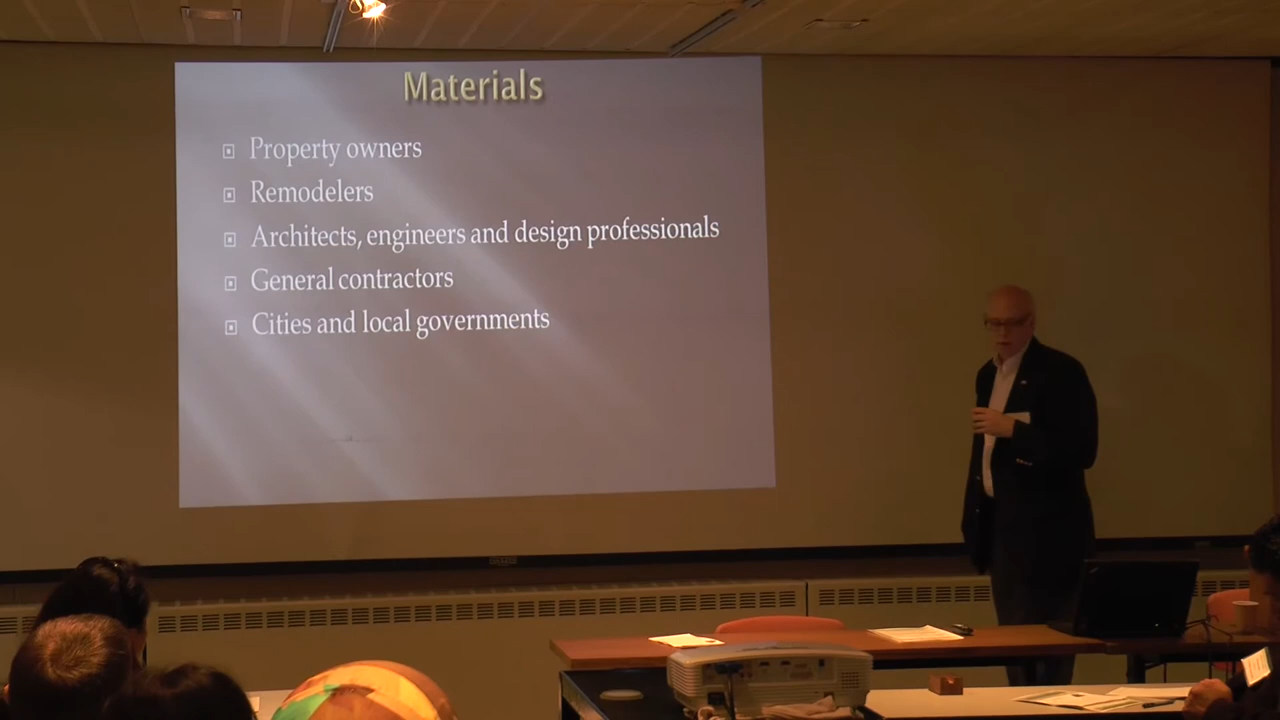 Materials
Property owners
Remodelers
Architects, engineers and design professionals
General contractors
Cities and local governments